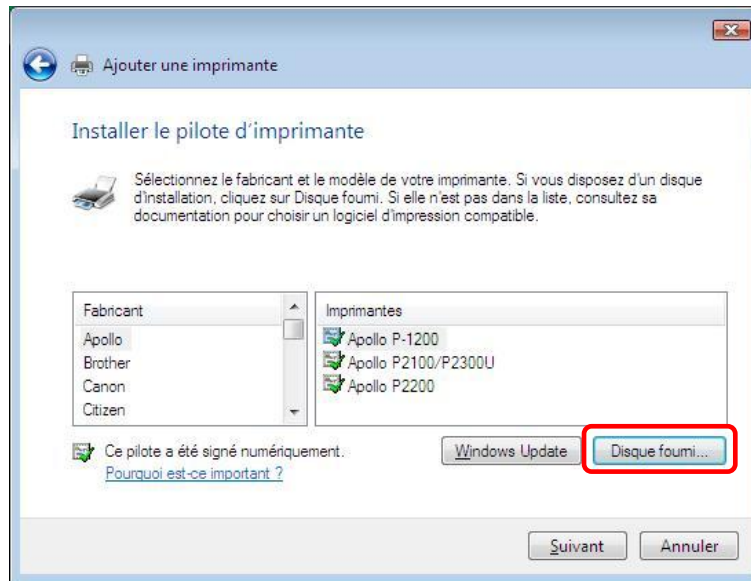 Ajouter une imprimante
Installer le pilote d'imprimante
Sélectionnez le fabricant et le modèle de votre imprimante. Si vous disposez d'un disque
d'installation, cliquez sur Disque fourni. Si elle n'est pas dans la liste, consultez sa
documentation pour choisir un logiciel d'impression compatible.
Fabricant
Apollo
Brother
Canon
Citizen
Imprimantes
Apollo P-1200
Apollo P2100/P2300U
Apollo P2200
Ce pilote a été signé numériquement.
Pourquoi est-ce important ?
Windows Update
Disque fourni...
Suivant
Annuler